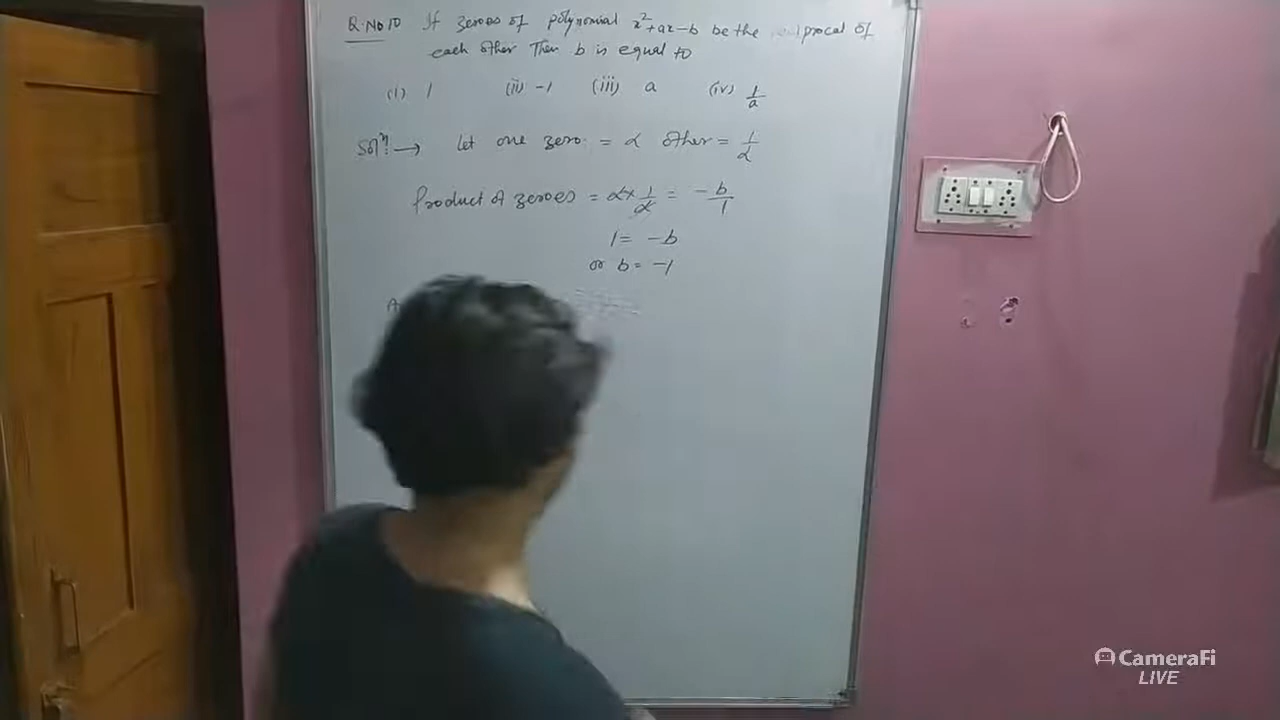 Q.No 10 If zeroes of polynomial x²+ax-b be the procal of
each other Then b is equal to
(i) 1 (ii) -1 (iii) a (iv) 1/a
Solⁿ: → Let one zero = α other = 1/α
Product of zeroes = α × 1/α = -b/1
1 = -b
or b = -1
A
CameraFi
LIVE